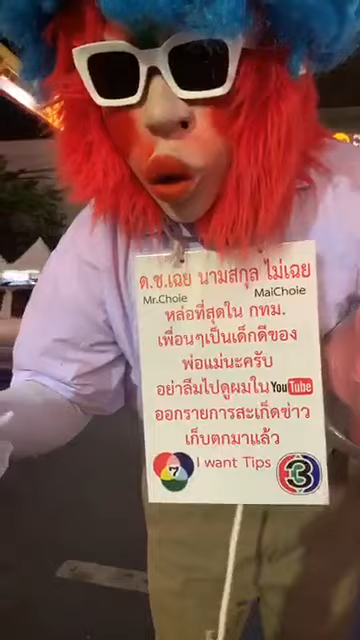 ด.ช.เฉย นามสกุล ไม่เฉย
Mr.Choie MaiChoie
หล่อที่สุดใน กทม.
เพื่อนๆเป็นเด็กดีของ
พ่อแม่นะครับ
อย่าลืมไปดูผมใน YouTube
ออกรายการสะเก็ดข่าว
เก็บตกมาแล้ว
7 I want Tips 3